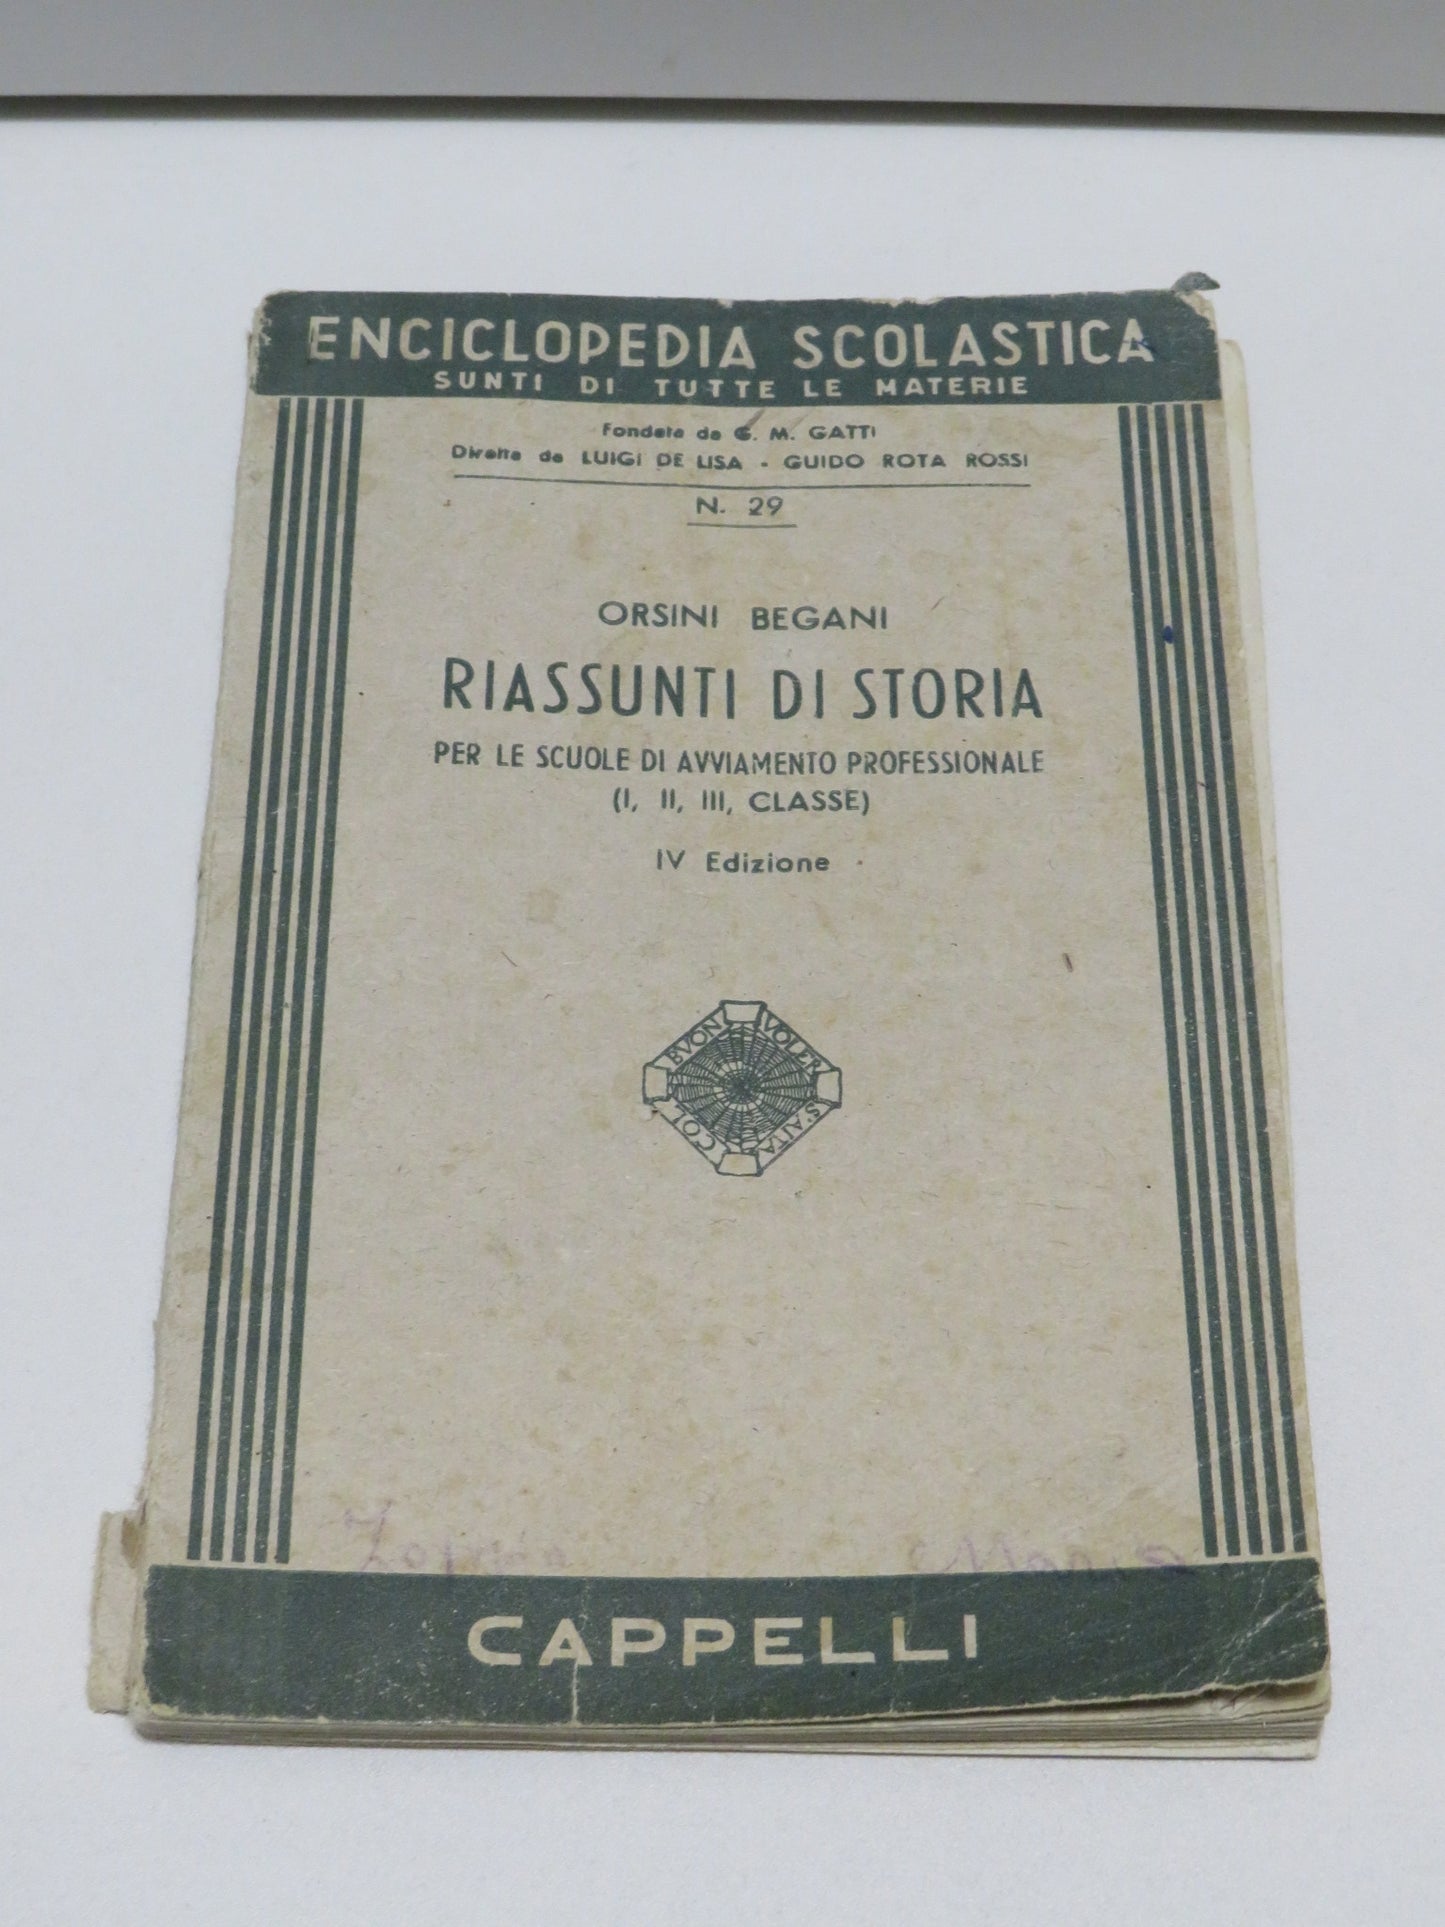 ENCICLOPEDIA SCOLASTICA
SUNTI DI TUTTE LE MATERIE
Fondata da G. M. GATTI
Diretta da LUIGI DE LISA - GUIDO ROTA ROSSI
N. 29
ORSINI BEGANI
RIASSUNTI DI STORIA
PER LE SCUOLE DI AVVIAMENTO PROFESSIONALE
(I, II, III, CLASSE)
IV Edizione
COL BVON VOLER S'AITA
CAPPELLI